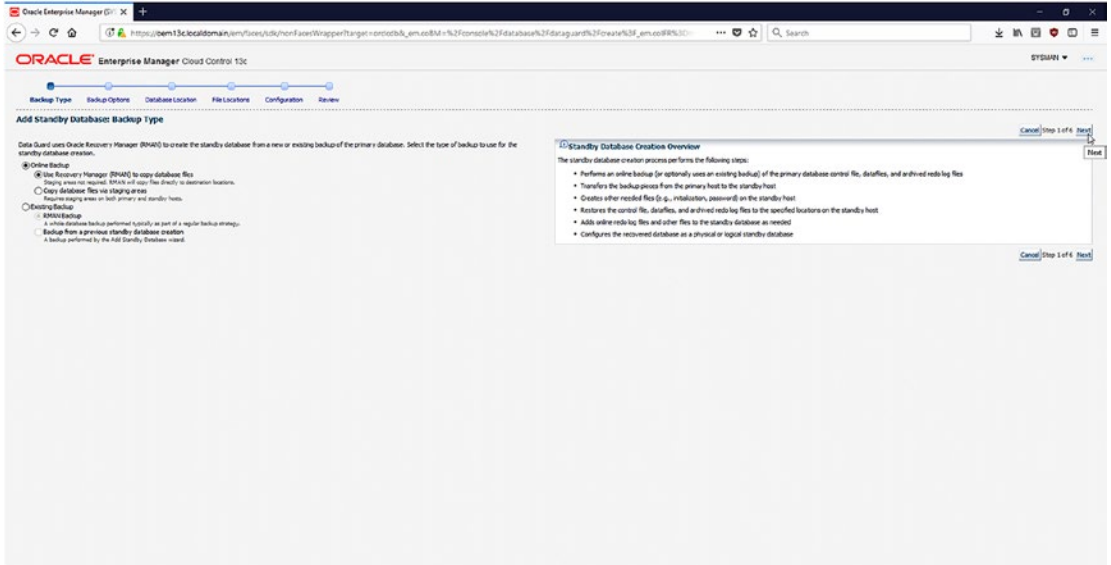 Oracle Enterprise Manager (SYS
https://oem13c.localdomain/em/faces/sdk/nonFacesWrapper?target=
Search
ORACLE Enterprise Manager Cloud Control 13c
SYSMAN
Backup Type Backup Options Database Location File Locations Configuration Review
Add Standby Database: Backup Type
Cancel Step 1 of 6 Next
Next
Data Guard uses Oracle Recovery Manager (RMAN) to create the standby database from a new or existing backup of the primary database. Select the type of backup to use for the
standby database creation.
Online Backup
Use Recovery Manager (RMAN) to copy database files
Staging areas not required. RMAN will copy files directly to destination locations.
Copy database files via staging areas
Requires staging areas on both primary and standby hosts.
Existing Backup
RMAN Backup
A whole database backup performed typically as part of a regular backup strategy.
Backup from a previous standby database creation
A backup performed by the Add Standby Database wizard.
Standby Database Creation Overview
The standby database creation process performs the following steps:
• Performs an online backup (or optionally uses an existing backup) of the primary database control file, datafiles, and archived redo log files
• Transfers the backup pieces from the primary host to the standby host
• Creates other needed files (e.g., initialization, password) on the standby host
• Restores the control file, datafiles, and archived redo log files to the specified locations on the standby host
• Adds online redo log files and other files to the standby database as needed
• Configures the recovered database as a physical or logical standby database
Cancel Step 1 of 6 Next